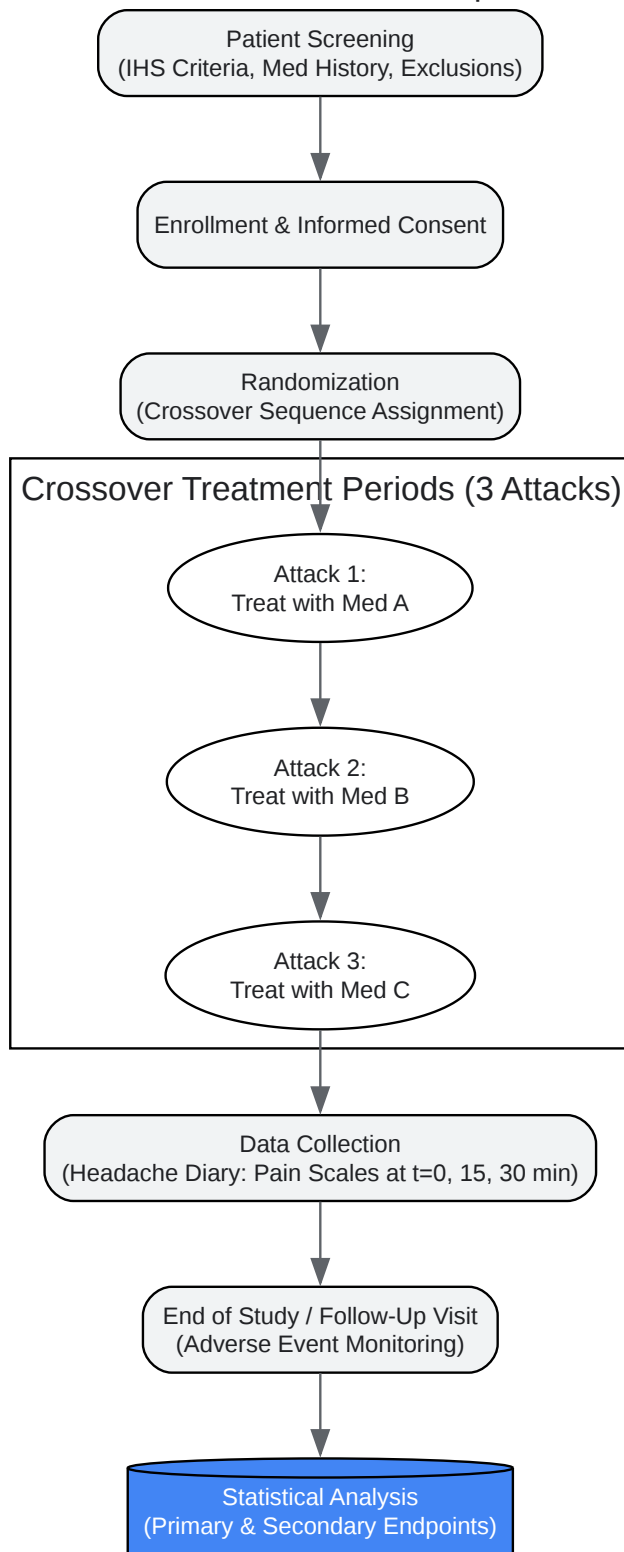 Patient Screening
(IHS Criteria, Med History, Exclusions)
Enrollment & Informed Consent
Randomization
(Crossover Sequence Assignment)
Crossover Treatment Periods (3 Attacks)
Attack 1:
Treat with Med A
Attack 2:
Treat with Med B
Attack 3:
Treat with Med C
Data Collection
(Headache Diary: Pain Scales at t=0, 15, 30 min)
End of Study / Follow-Up Visit
(Adverse Event Monitoring)
Statistical Analysis
(Primary & Secondary Endpoints)